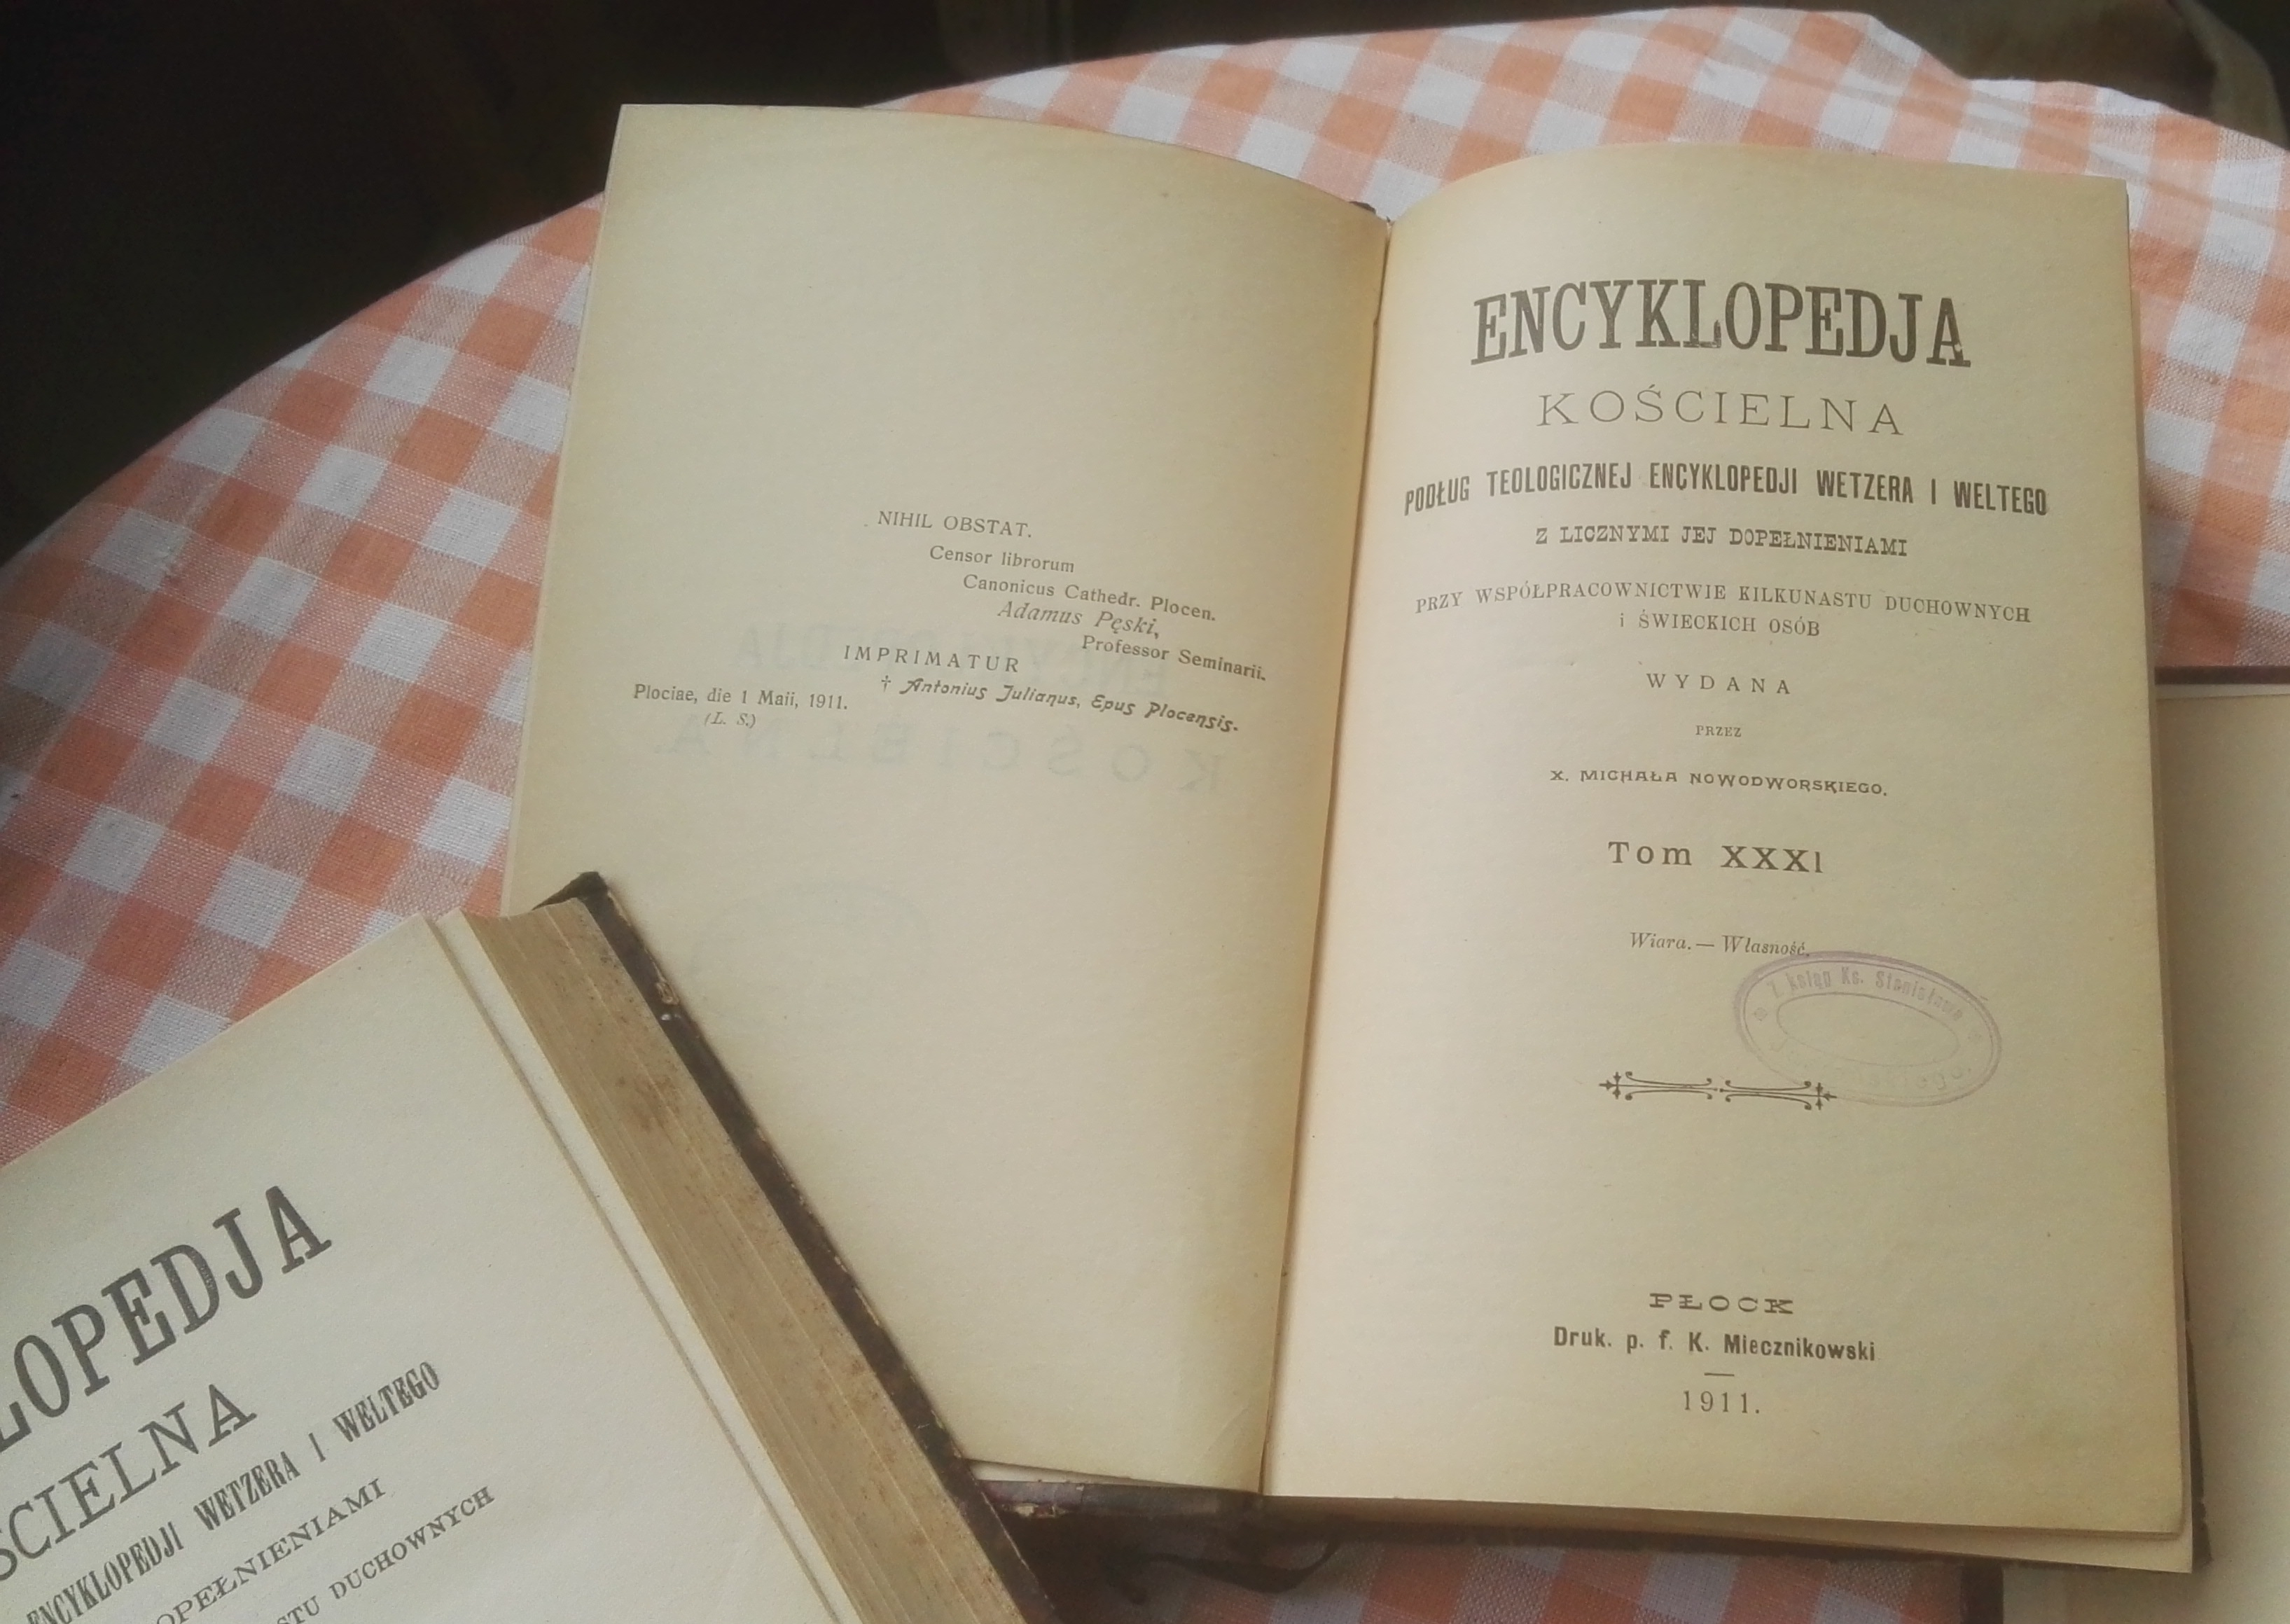 NIHIL OBSTAT.
Censor librorum
Canonicus Cathedr. Plocen.
Adamus Pęski,
Professor Seminarii.
IMPRIMATUR
† Antonius Julianus, Epus Plocensis.
Plociae, die 1 Maii, 1911.
(L. S.)
ENCYKLOPEDJA
KOŚCIELNA
PODŁUG TEOLOGICZNEJ ENCYKLOPEDJI WETZERA I WELTEGO
Z LICZNYMI JEJ DOPEŁNIENIAMI
PRZY WSPÓŁPRACOWNICTWIE KILKUNASTU DUCHOWNYCH
i ŚWIECKICH OSÓB
WYDANA
PRZEZ
X. MICHAŁA NOWODWORSKIEGO.
Tom XXXI
Wiara.—Własność.
Z ksiąg Ks. Stanisława
PŁOCK
Druk. p. f. K. Miecznikowski
1911.
LOPEDJA
ŚCIELNA
ENCYKLOPEDJI WETZERA I WELTEGO
OPEŁNIENIAMI
STU DUCHOWNYCH